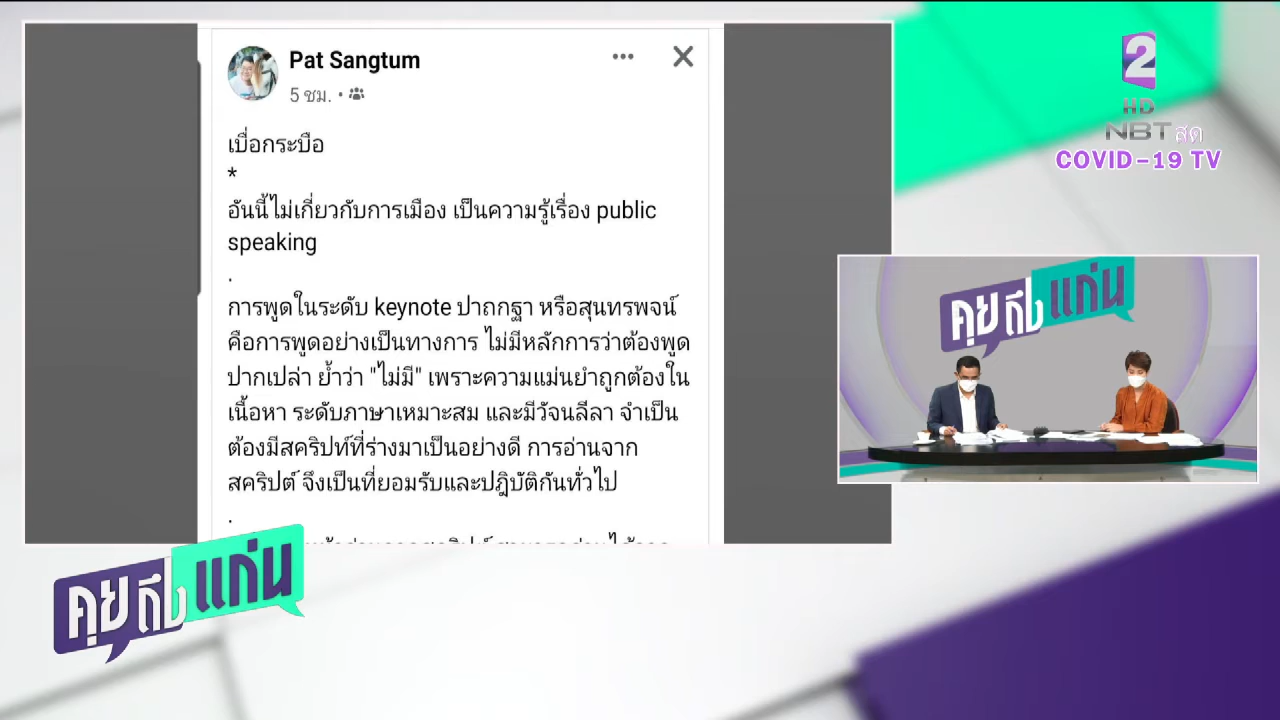 Pat Sangtum
5 ชม.
เบื่อกระบือ
*
อันนี้ไม่เกี่ยวกับการเมือง เป็นความรู้เรื่อง public
speaking
.
การพูดในระดับ keynote ปาถกฐา หรือสุนทรพจน์
คือการพูดอย่างเป็นทางการ ไม่มีหลักการว่าต้องพูด
ปากเปล่า ย้ำว่า "ไม่มี" เพราะความแม่นยำถูกต้องใน
เนื้อหา ระดับภาษาเหมาะสม และมีวัจนลีลา จำเป็น
ต้องมีสคริปท์ที่ร่างมาเป็นอย่างดี การอ่านจาก
สคริปต์ จึงเป็นที่ยอมรับและปฎิบัติกันทั่วไป
.
2
HD
NBT สด
COVID-19 TV
คุยถึงแก่น
คุยถึงแก่น